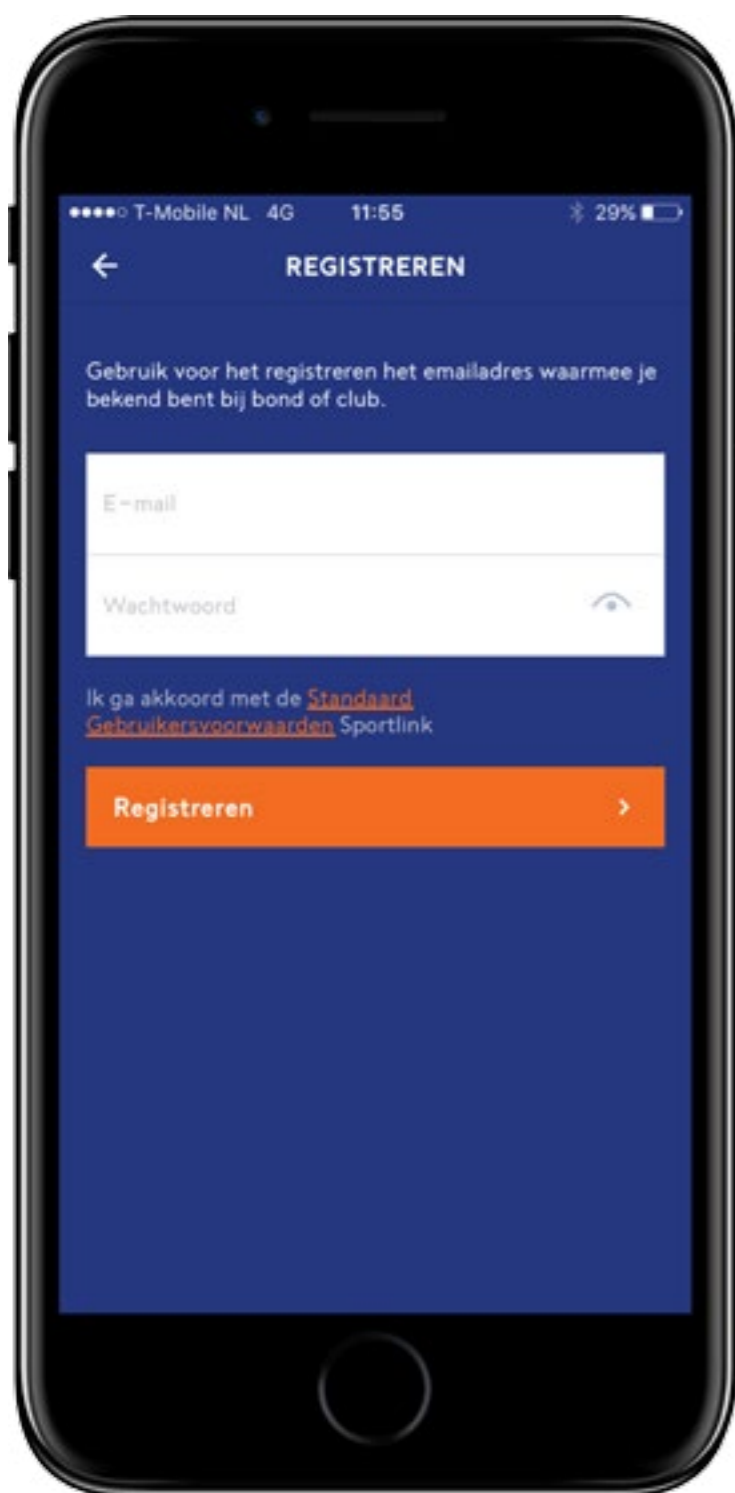 T-Mobile NL 4G 11:55 29%
REGISTREREN
Gebruik voor het registreren het emailadres waarmee je
bekend bent bij bond of club.
E-mail
Wachtwoord
Ik ga akkoord met de Standaard
Gebruikersvoorwaarden Sportlink
Registreren